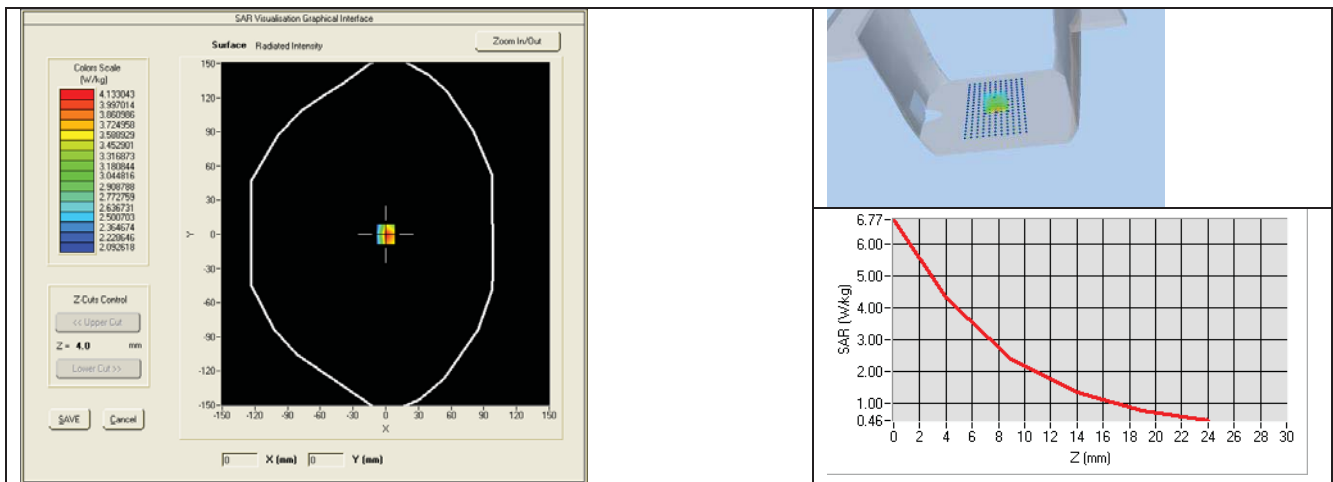 SAR Visualisation Graphical Interface
Surface Radiated Intensity
Zoom In/Out
Colors Scale
(W/kg)
4.133043
3.997014
3.860986
3.724958
3.588929
3.452901
3.316873
3.180844
3.044816
2.908788
2.772759
2.636731
2.500703
2.364674
2.228646
2.092618
Z-Cuts Control
<< Upper Cut
Z = 4.0 mm
Lower Cut >>
SAVE Cancel
150
120
90
60
30
0
-30
-60
-90
-120
-150
Y
-150 -120 -90 -60 -30 0 30 60 90 120 150
X
0 X (mm) 0 Y (mm)
6.77
6.00
5.00
4.00
3.00
2.00
1.00
0.46
SAR (W/kg)
0 2 4 6 8 10 12 14 16 18 20 22 24 26 28 30
Z (mm)